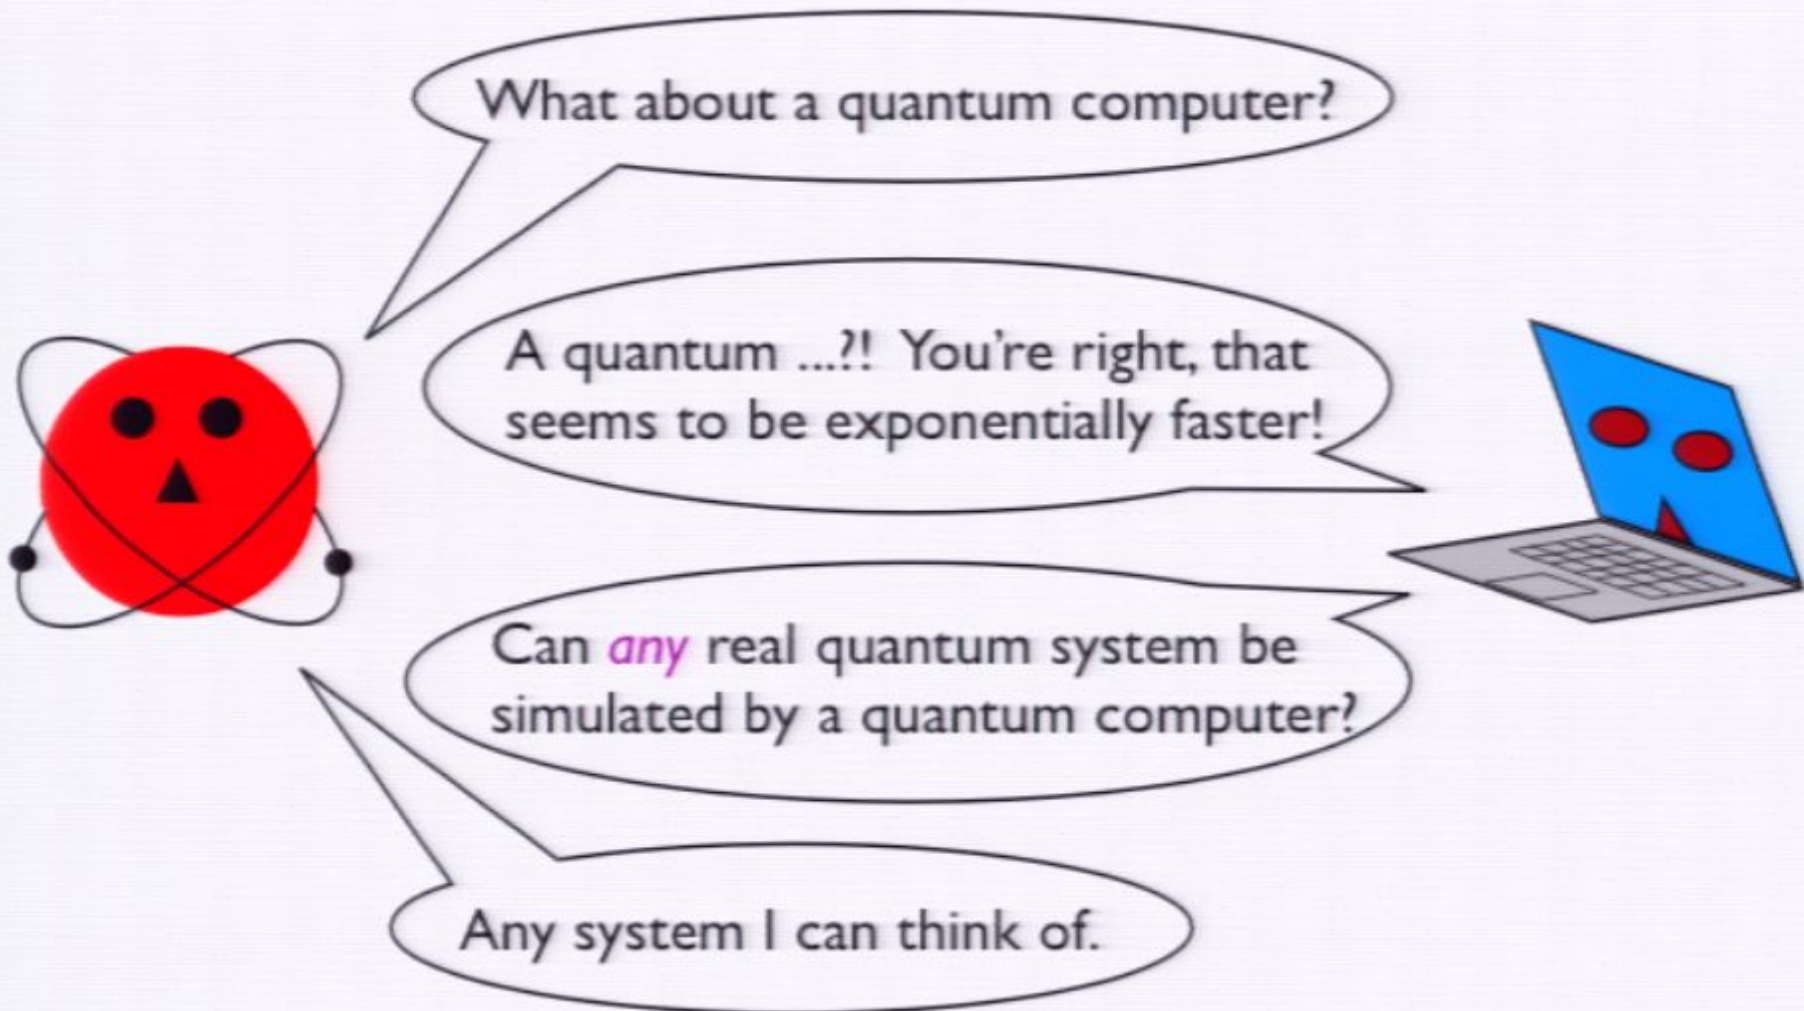 What about a quantum computer?
A quantum ...?! You're right, that
seems to be exponentially faster!
Can any real quantum system be
simulated by a quantum computer?
Any system I can think of.